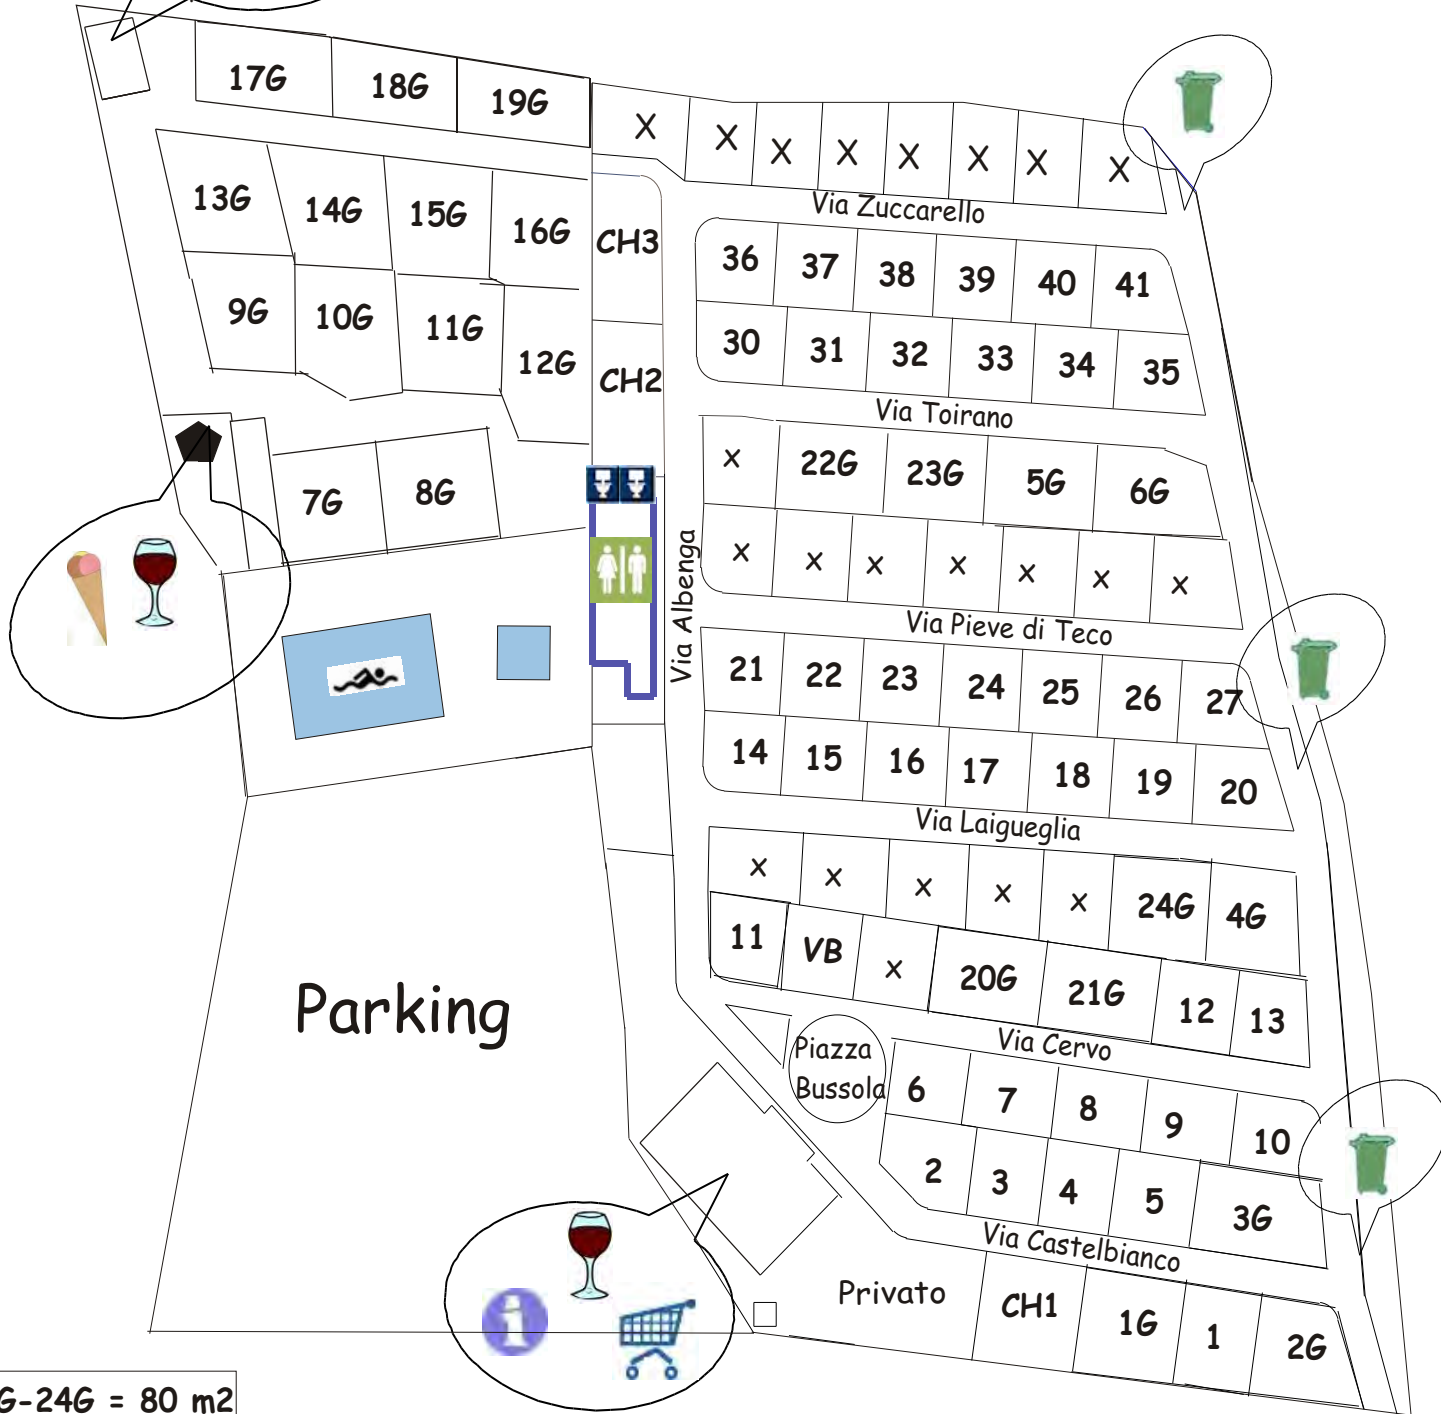 17G 18G 19G
X X X X X X X X
Via Zuccarello
13G 14G 15G 16G
CH3
36 37 38 39 40 41
9G 10G 11G 12G
30 31 32 33 34 35
CH2
Via Toirano
x 22G 23G 5G 6G
7G 8G
x x x x x x x
Via Albenga
Via Pieve di Teco
21 22 23 24 25 26 27
14 15 16 17 18 19 20
Via Laigueglia
x x x x x 24G 4G
11 VB x 20G 21G 12 13
Parking
Via Cervo
Piazza
Bussola
6 7 8 9 10
2 3 4 5 3G
Via Castelbianco
Privato
CH1 1G 1 2G
G-24G = 80 m2